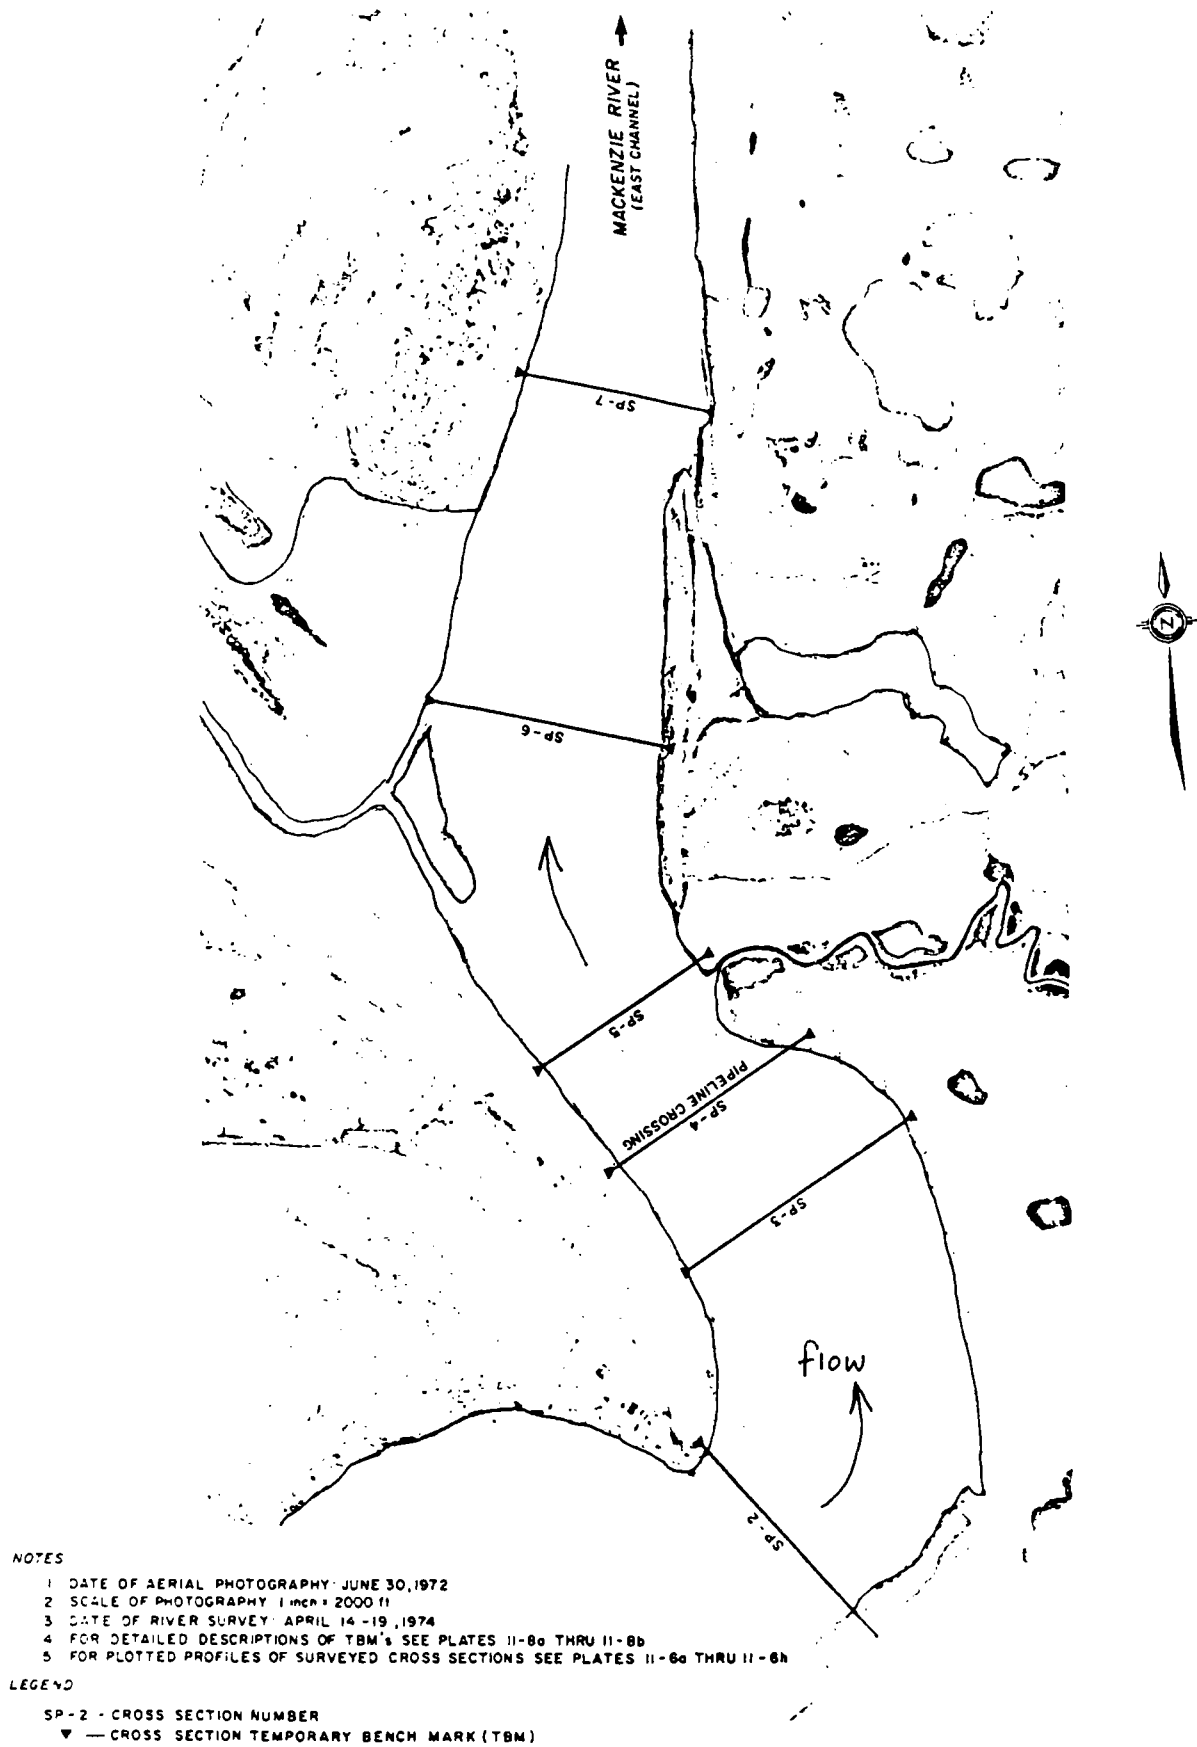 MACKENZIE RIVER
(EAST CHANNEL)
SP-7
SP-6
SP-5
PIPELINE CROSSING
SP-4
SP-3
flow
SP-2
N
NOTES
1 DATE OF AERIAL PHOTOGRAPHY: JUNE 30, 1972
2 SCALE OF PHOTOGRAPHY 1 inch = 2000 ft
3 DATE OF RIVER SURVEY: APRIL 14-19, 1974
4 FOR DETAILED DESCRIPTIONS OF TBM's SEE PLATES 11-8a THRU 11-8b
5 FOR PLOTTED PROFILES OF SURVEYED CROSS SECTIONS SEE PLATES 11-6a THRU 11-6h
LEGEND
SP-2 - CROSS SECTION NUMBER
▼ — CROSS SECTION TEMPORARY BENCH MARK (TBM)